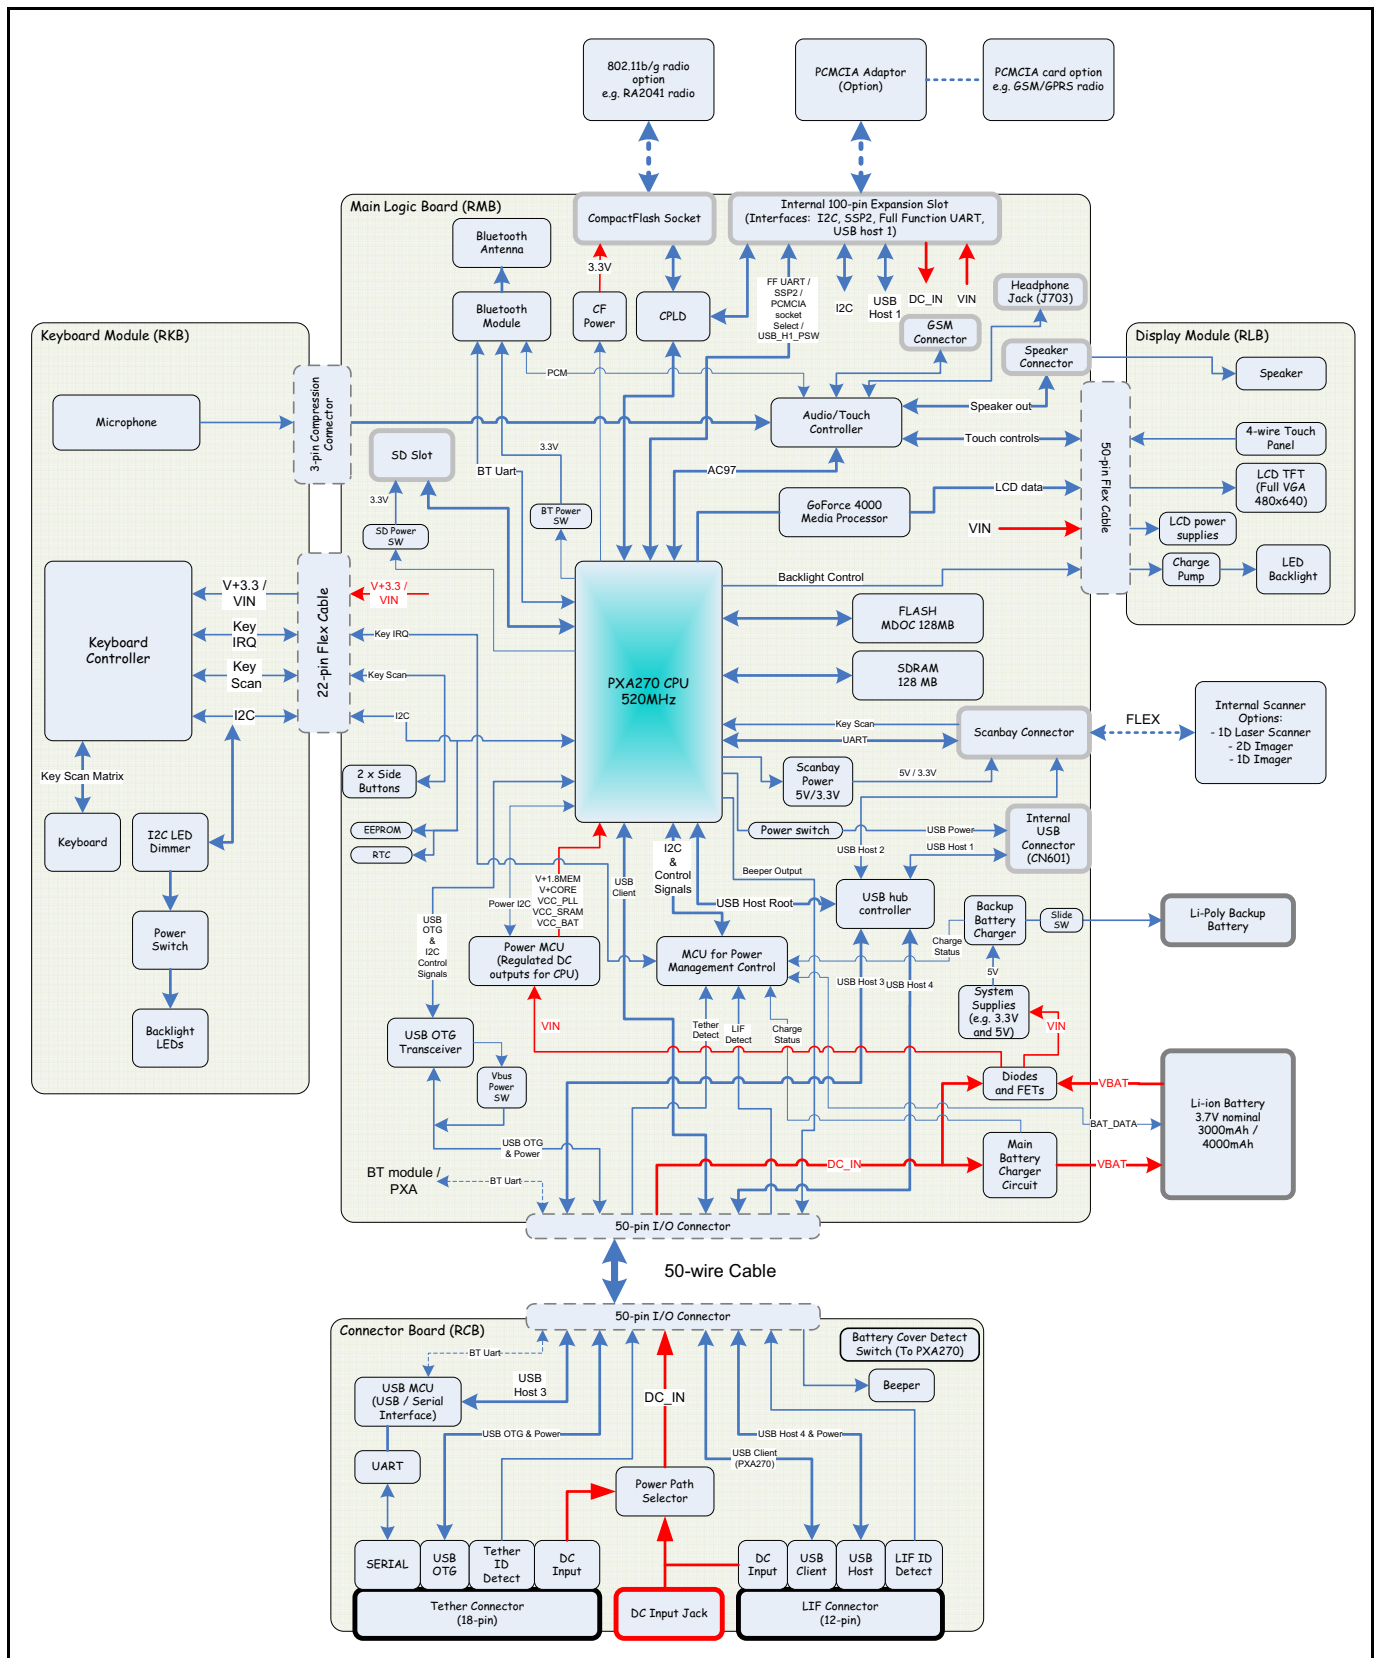 802.11b/g radio
option
e.g. RA2041 radio
PCMCIA Adaptor
(Option)
PCMCIA card option
e.g. GSM/GPRS radio
Main Logic Board (RMB)
CompactFlash Socket
Internal 100-pin Expansion Slot
(Interfaces: I2C, SSP2, Full Function UART,
USB host 1)
Bluetooth
Antenna
3.3V
Bluetooth
Module
CF
Power
CPLD
FF UART /
SSP2 /
PCMCIA
socket
Select /
USB_H1_PSW
I2C
USB
Host 1
DC_IN
VIN
Headphone
Jack (J703)
GSM
Connector
Speaker
Connector
PCM
Keyboard Module (RKB)
Microphone
3-pin Compression
Connector
Display Module (RLB)
Speaker
Audio/Touch
Controller
Speaker out
Touch controls
4-wire Touch
Panel
SD Slot
3.3V
BT Uart
AC97
50-pin Flex Cable
LCD TFT
(Full VGA
480x640)
3.3V
SD Power
SW
BT Power
SW
GoForce 4000
Media Processor
LCD data
VIN
LCD power
supplies
Charge
Pump
LED
Backlight
Backlight Control
Keyboard
Controller
V+3.3 /
VIN
Key
IRQ
Key
Scan
I2C
22-pin Flex Cable
V+3.3 /
VIN
Key IRQ
Key Scan
I2C
PXA270 CPU
520MHz
FLASH
MDOC 128MB
SDRAM
128 MB
Key Scan
UART
Scanbay Connector
FLEX
Internal Scanner
Options:
- 1D Laser Scanner
- 2D Imager
- 1D Imager
Key Scan Matrix
Keyboard
I2C LED
Dimmer
Power
Switch
Backlight
LEDs
2 x Side
Buttons
EEPROM
RTC
Scanbay
Power
5V/3.3V
5V / 3.3V
Power switch
USB Power
Internal
USB
Connector
(CN601)
USB Host 2
USB Host 1
I2C
&
Control
Signals
Beeper Output
USB
Client
V+1.8MEM
V+CORE
VCC_PLL
VCC_SRAM
VCC_BAT
Power I2C
USB Host Root
USB hub
controller
Backup
Battery
Charger
Slide
SW
Li-Poly Backup
Battery
USB
OTG
&
I2C
Control
Signals
Power MCU
(Regulated DC
outputs for CPU)
MCU for Power
Management Control
Charge
Status
5V
USB Host 3
USB Host 4
System
Supplies
(e.g. 3.3V
and 5V)
VIN
VIN
Tether
Detect
LIF
Detect
Charge
Status
USB OTG
Transceiver
Vbus
Power
SW
Diodes
and FETs
VBAT
Li-ion Battery
3.7V nominal
3000mAh /
4000mAh
BAT_DATA
USB OTG
& Power
DC_IN
Main
Battery
Charger
Circuit
VBAT
BT module /
PXA
BT Uart
50-pin I/O Connector
50-wire Cable
50-pin I/O Connector
Connector Board (RCB)
Battery Cover Detect
Switch (To PXA270)
BT Uart
USB MCU
(USB / Serial
Interface)
USB
Host 3
DC_IN
Beeper
USB OTG & Power
USB Host 4 & Power
USB Client
(PXA270)
UART
Power Path
Selector
SERIAL
USB
OTG
Tether
ID
Detect
DC
Input
DC
Input
USB
Client
USB
Host
LIF ID
Detect
Tether Connector
(18-pin)
DC Input Jack
LIF Connector
(12-pin)